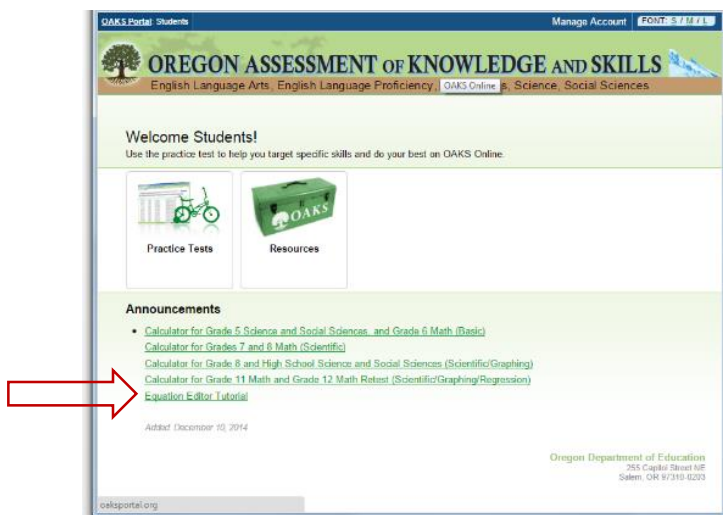 OAKS Portal: Students
Manage Account FONT: S / M / L
OREGON ASSESSMENT OF KNOWLEDGE AND SKILLS
English Language Arts, English Language Proficiency, OAKS Online s, Science, Social Sciences
Welcome Students!
Use the practice test to help you target specific skills and do your best on OAKS Online.
OAKS
Practice Tests
Resources
Announcements
• Calculator for Grade 5 Science and Social Sciences, and Grade 6 Math (Basic)
Calculator for Grades 7 and 8 Math (Scientific)
Calculator for Grade 8 and High School Science and Social Sciences (Scientific/Graphing)
Calculator for Grade 11 Math and Grade 12 Math Retest (Scientific/Graphing/Regression)
Equation Editor Tutorial
Added: December 10, 2014
Oregon Department of Education
255 Capitol Street NE
Salem, OR 97310-0203
oaksportal.org